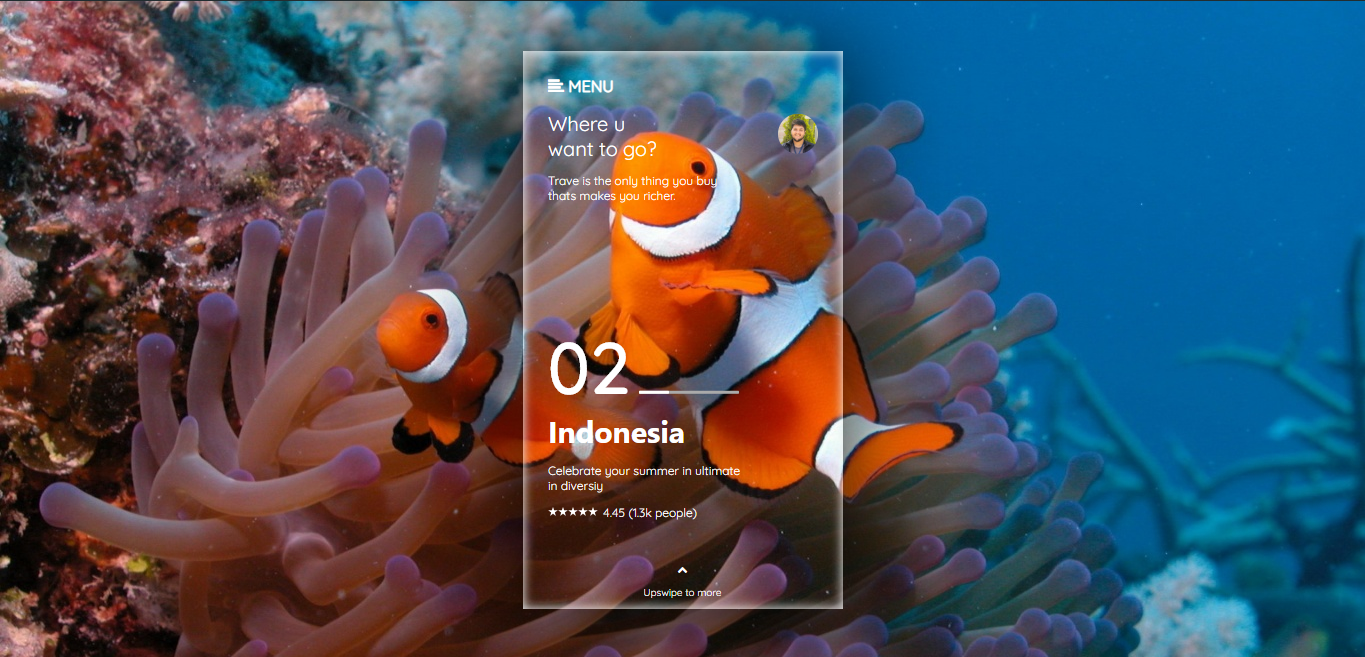 MENU
Where u
want to go?
Trave is the only thing you buy
thats makes you richer.
02
Indonesia
Celebrate your summer in ultimate
in diversiy
★★★★★ 4.45 (1.3k people)
Upswipe to more